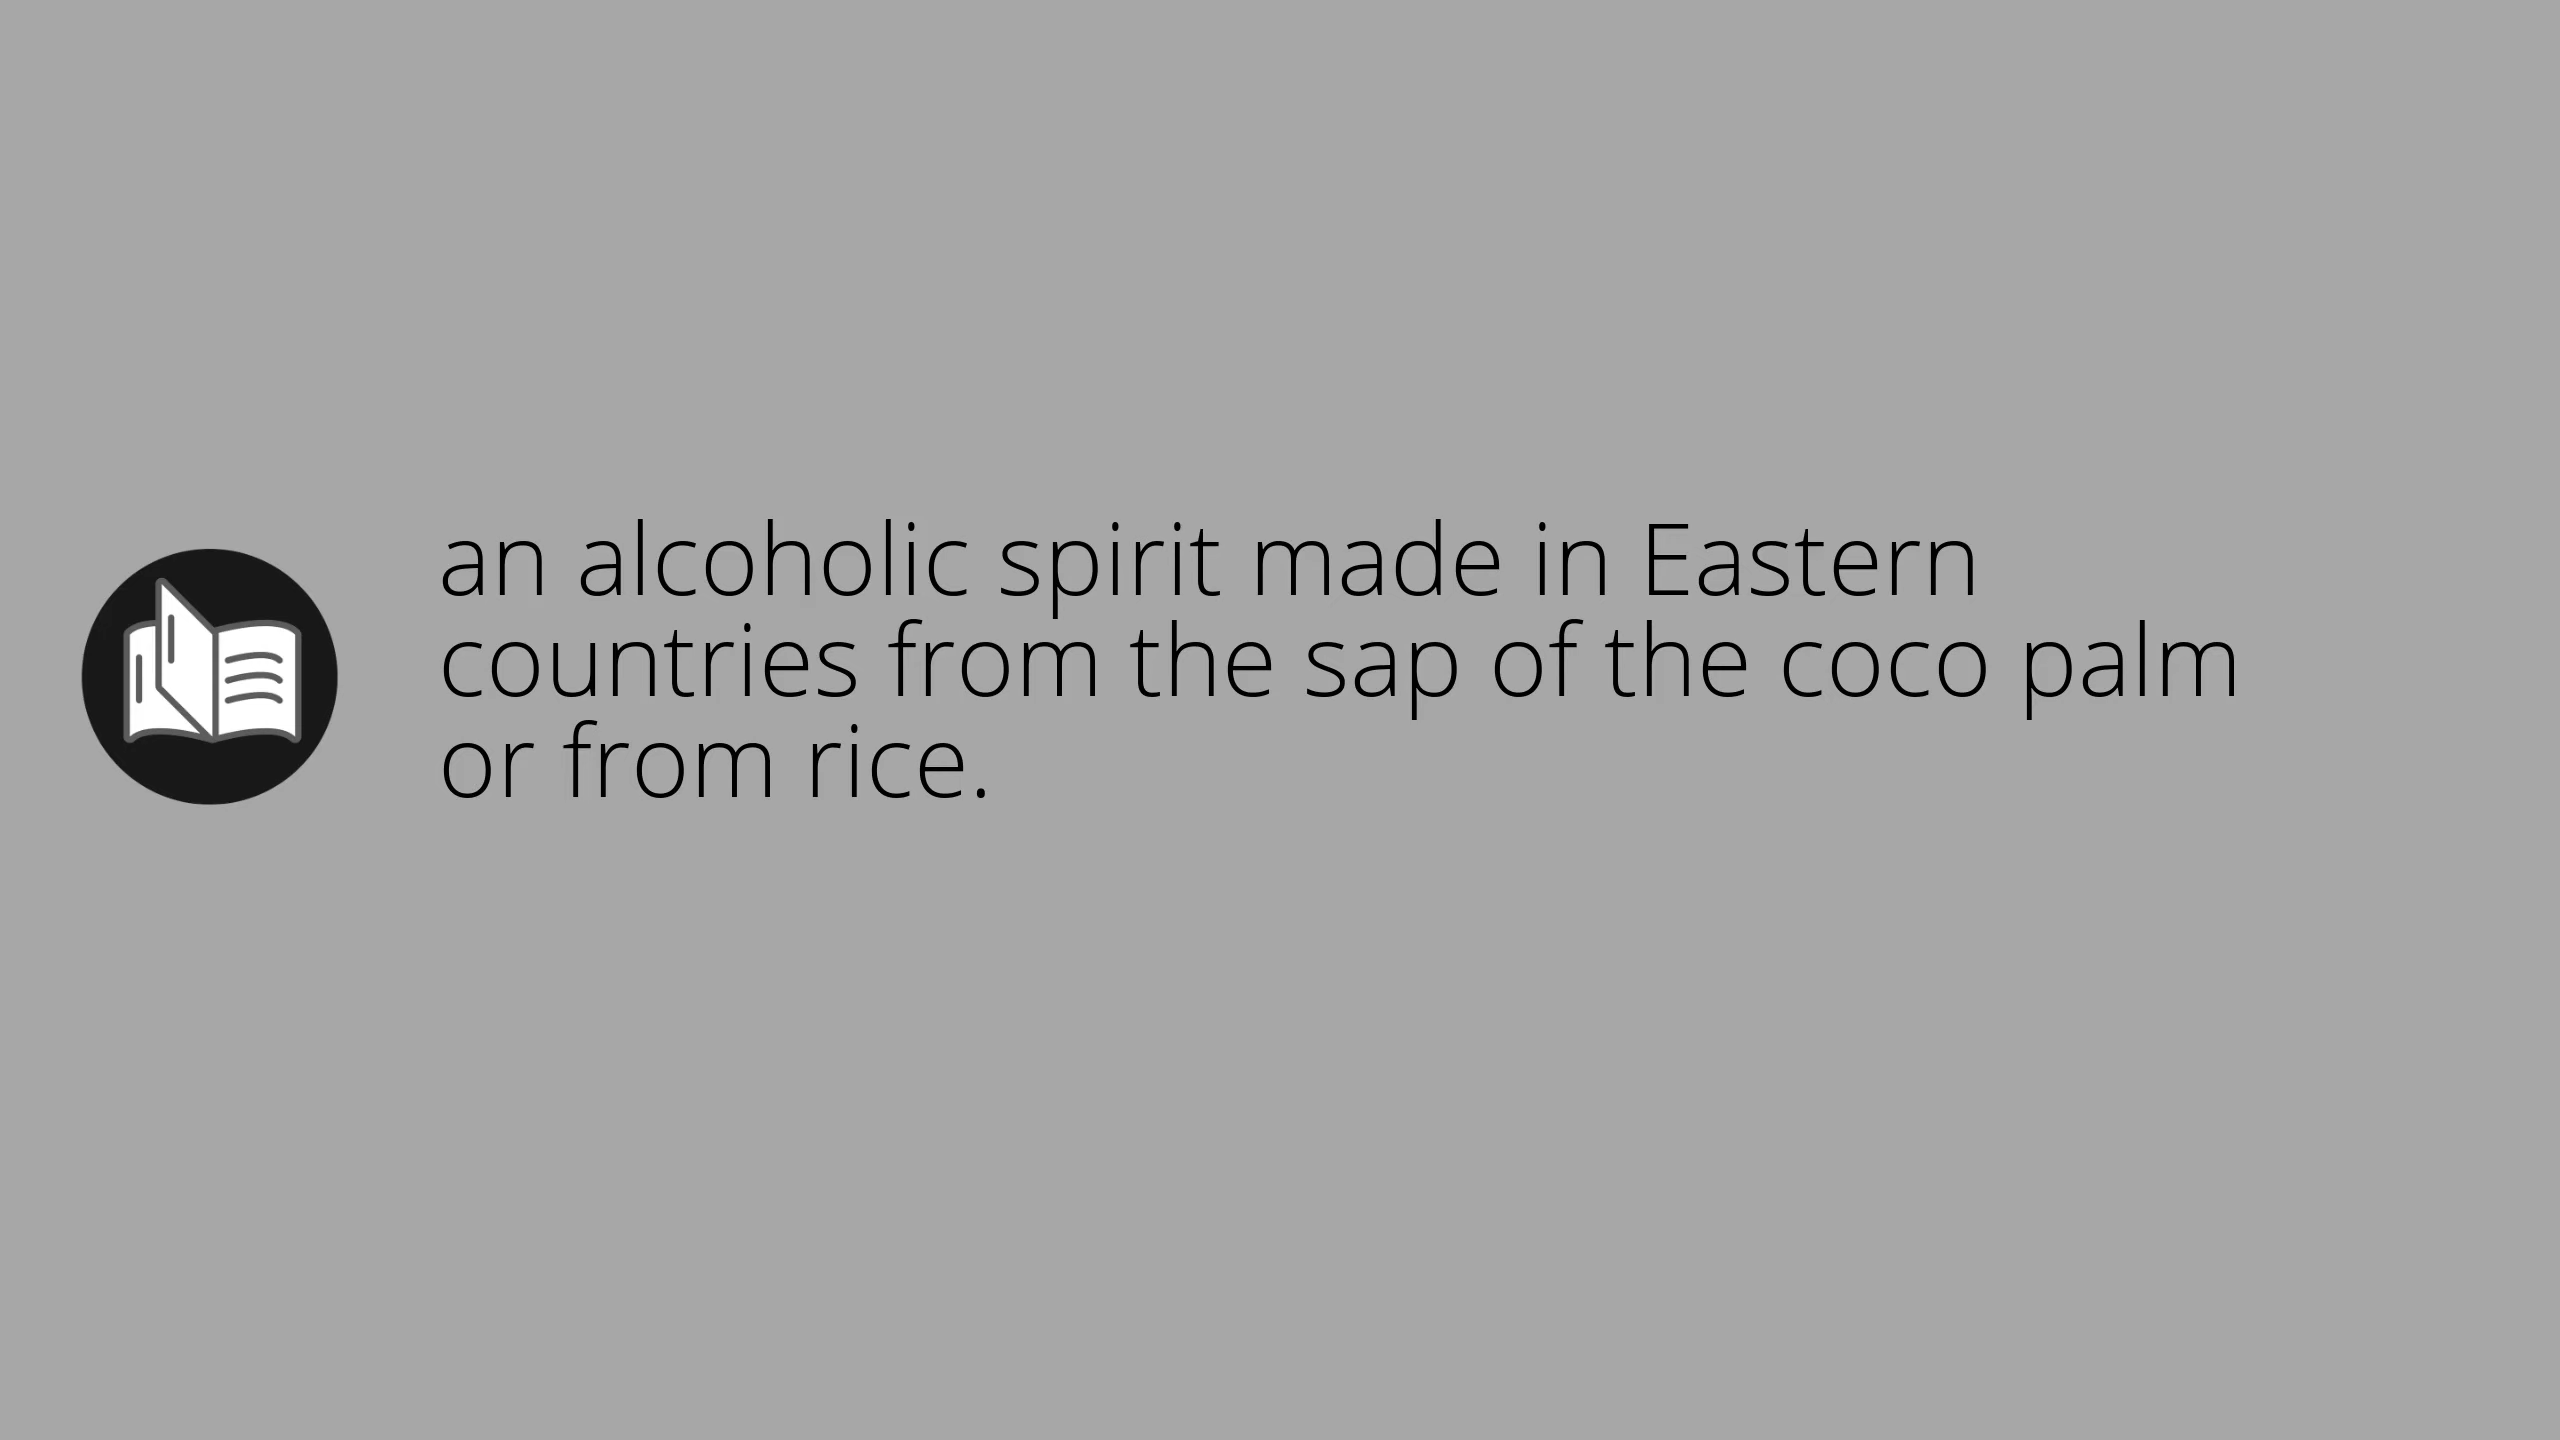 an alcoholic spirit made in Eastern
countries from the sap of the coco palm
or from rice.